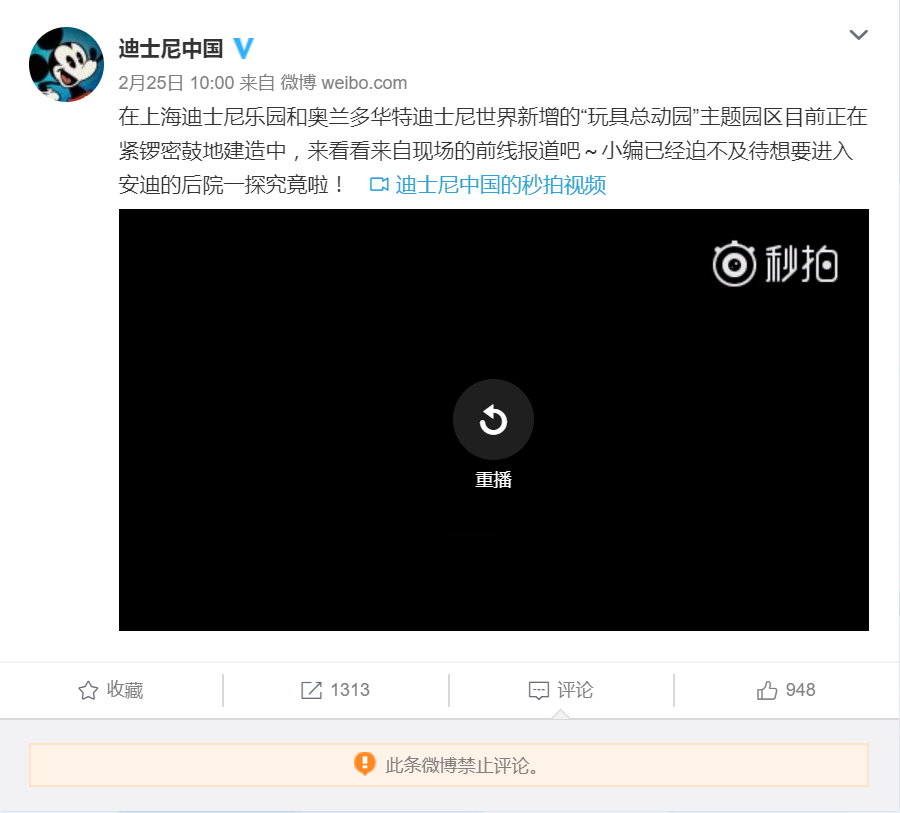 迪士尼中国 V
2月25日 10:00 来自 微博 weibo.com
在上海迪士尼乐园和奥兰多华特迪士尼世界新增的“玩具总动园”主题园区目前正在
紧锣密鼓地建造中，来看看来自现场的前线报道吧～小编已经迫不及待想要进入
安迪的后院一探究竟啦！ 迪士尼中国的秒拍视频
秒拍
重播
收藏 1313 评论 948
此条微博禁止评论。